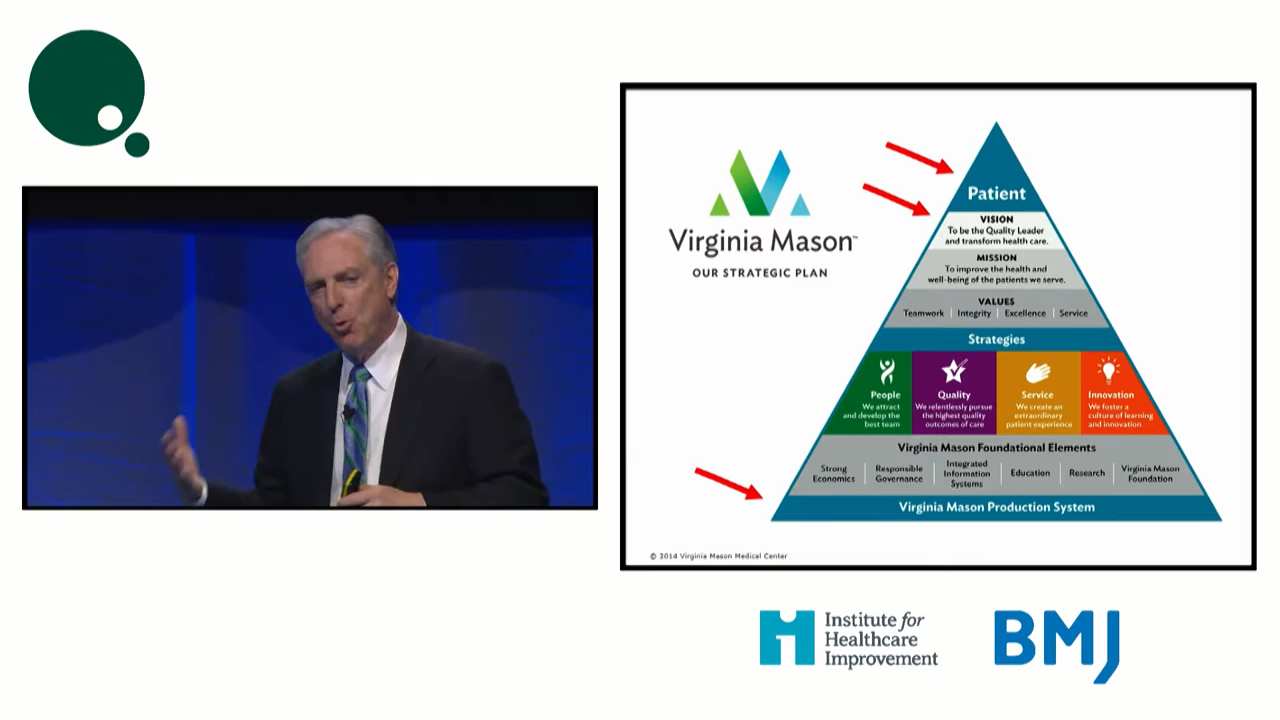 Virginia Mason™
OUR STRATEGIC PLAN
Patient
VISION
To be the Quality Leader
and transform health care.
MISSION
To improve the health and
well-being of the patients we serve.
VALUES
Teamwork | Integrity | Excellence | Service
Strategies
People
We attract
and develop the
best team
Quality
We relentlessly pursue
the highest quality
outcomes of care
Service
We create an
extraordinary
patient experience
Innovation
We foster a
culture of learning
and innovation
Virginia Mason Foundational Elements
Strong
Economics
Responsible
Governance
Integrated
Information
Systems
Education
Research
Virginia Mason
Foundation
Virginia Mason Production System
© 2014 Virginia Mason Medical Center
Institute for
Healthcare
Improvement
BMJ